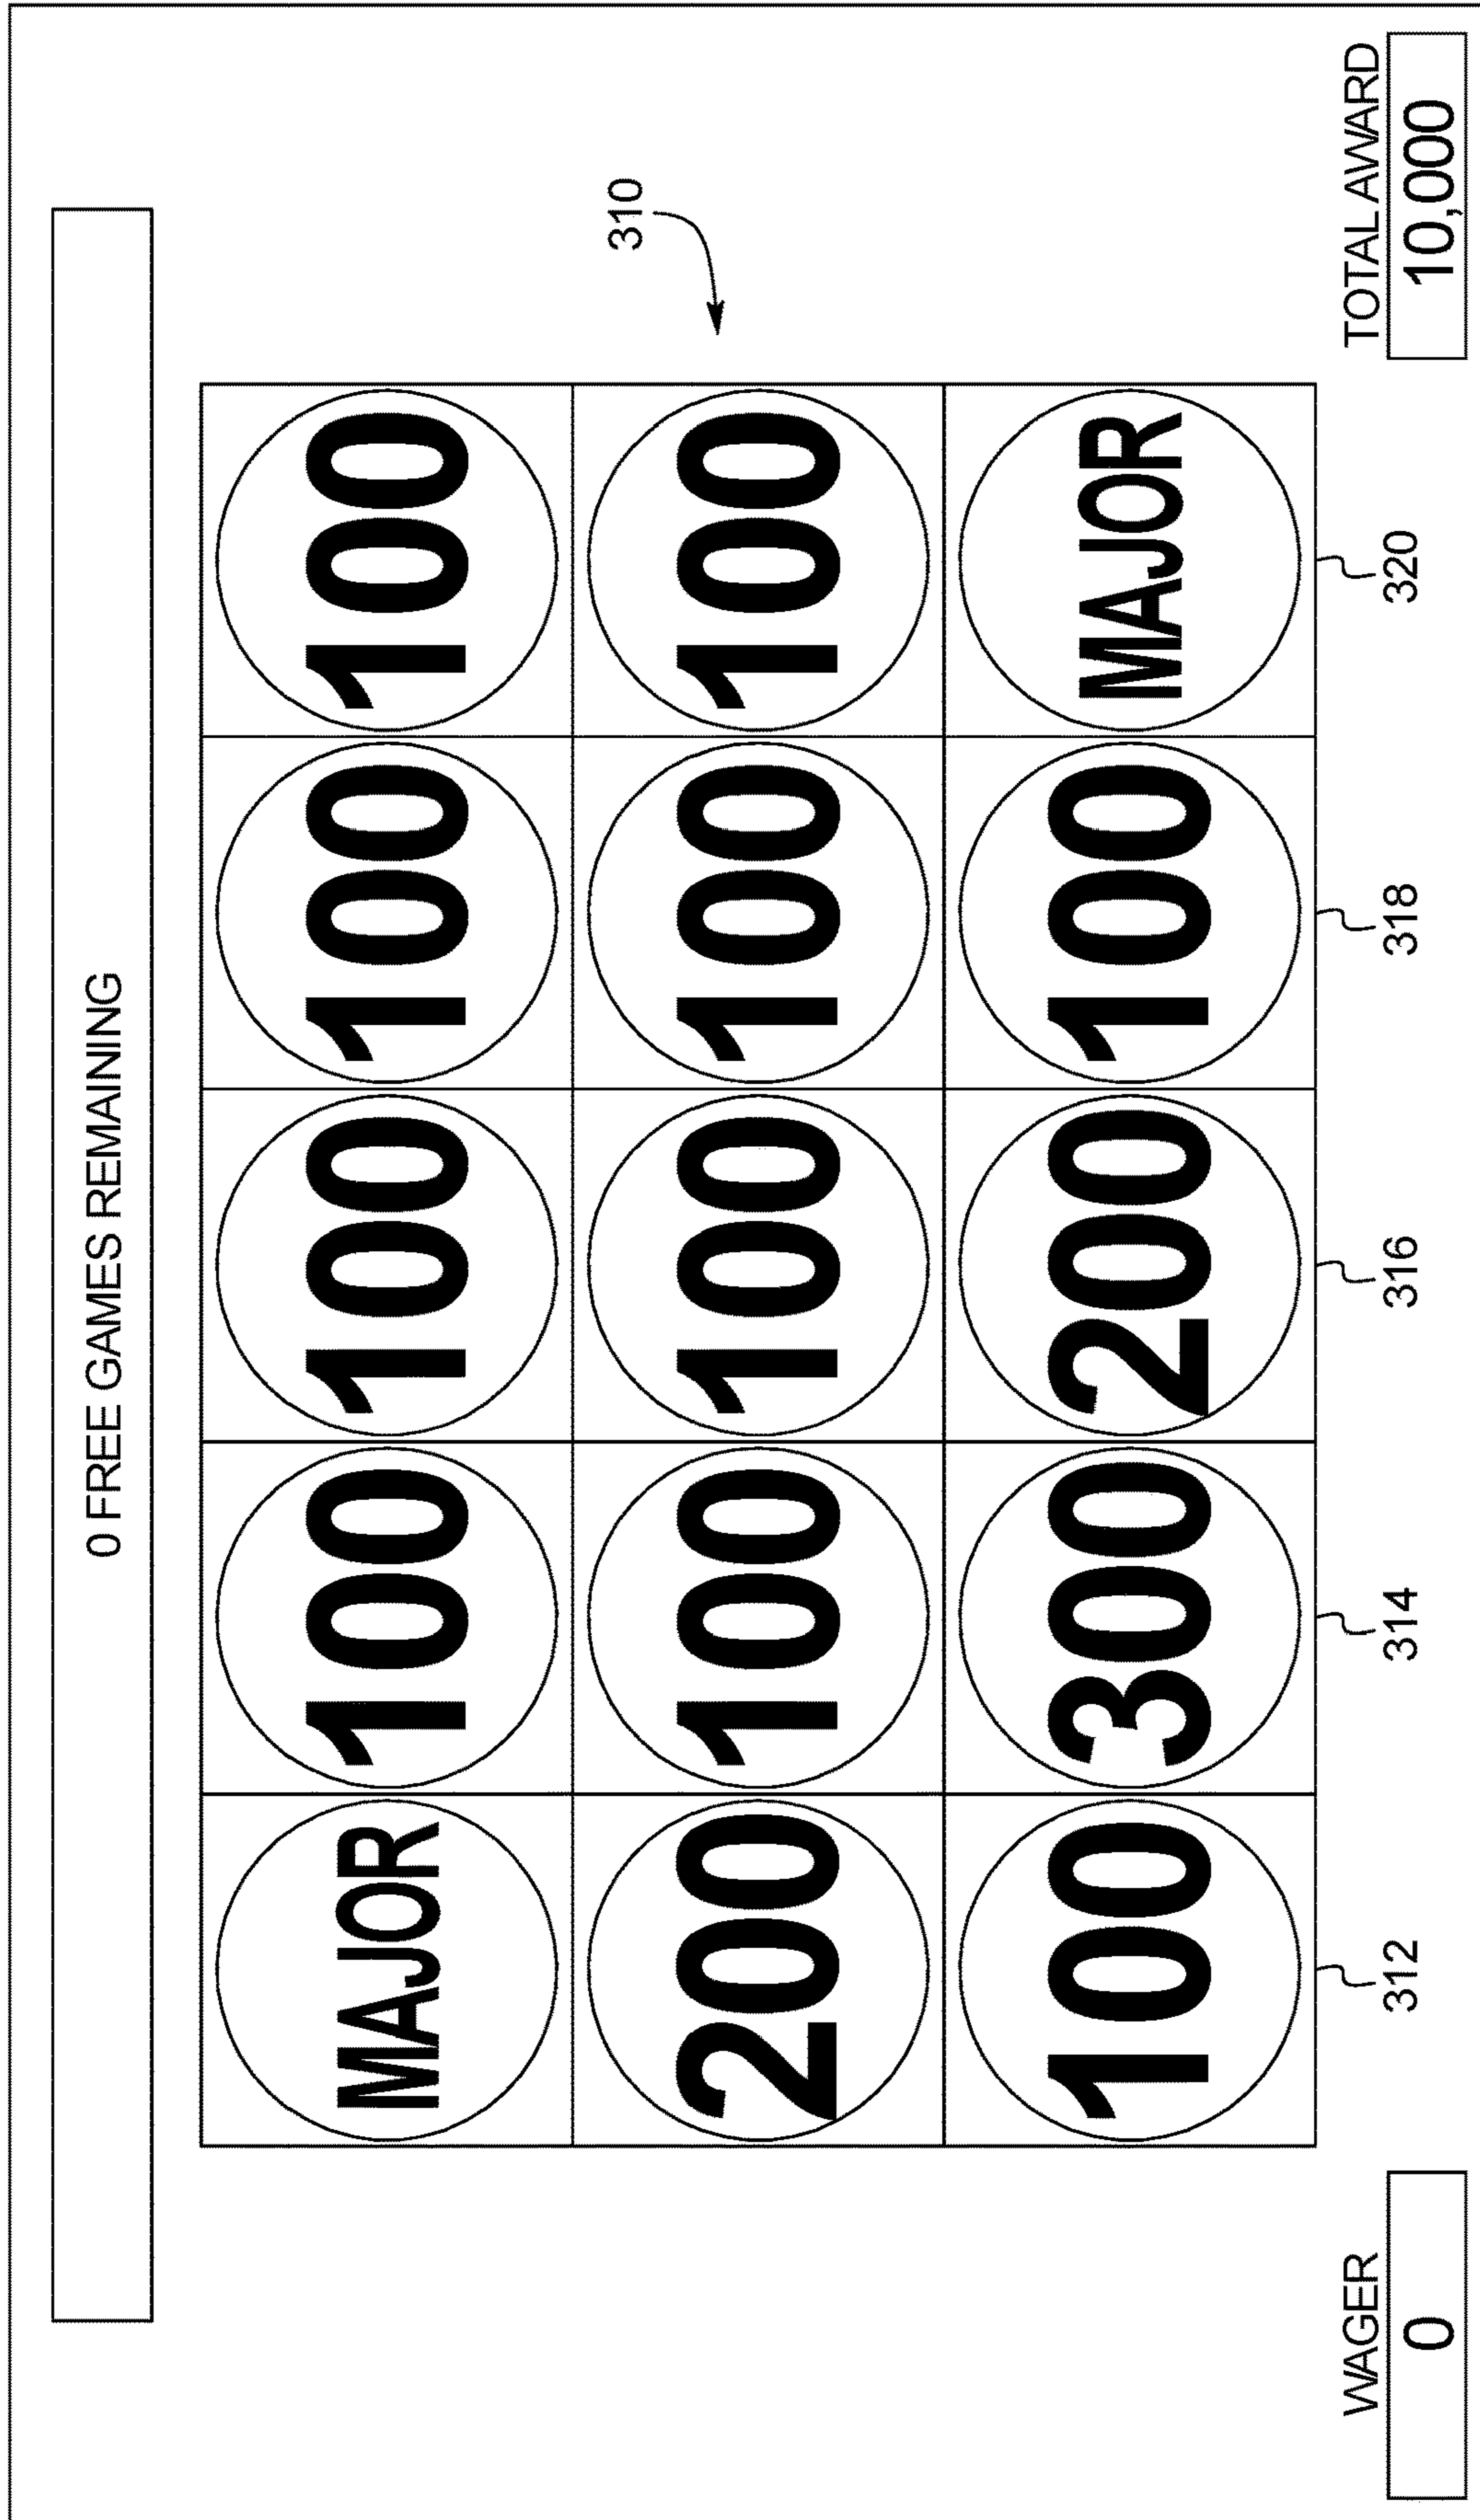 0 FREE GAMES REMAINING
310
MAJOR 100 100 100 100
200 100 100 100 100
100 300 200 100 MAJOR
312 314 316 318 320
WAGER TOTAL AWARD
0 10,000